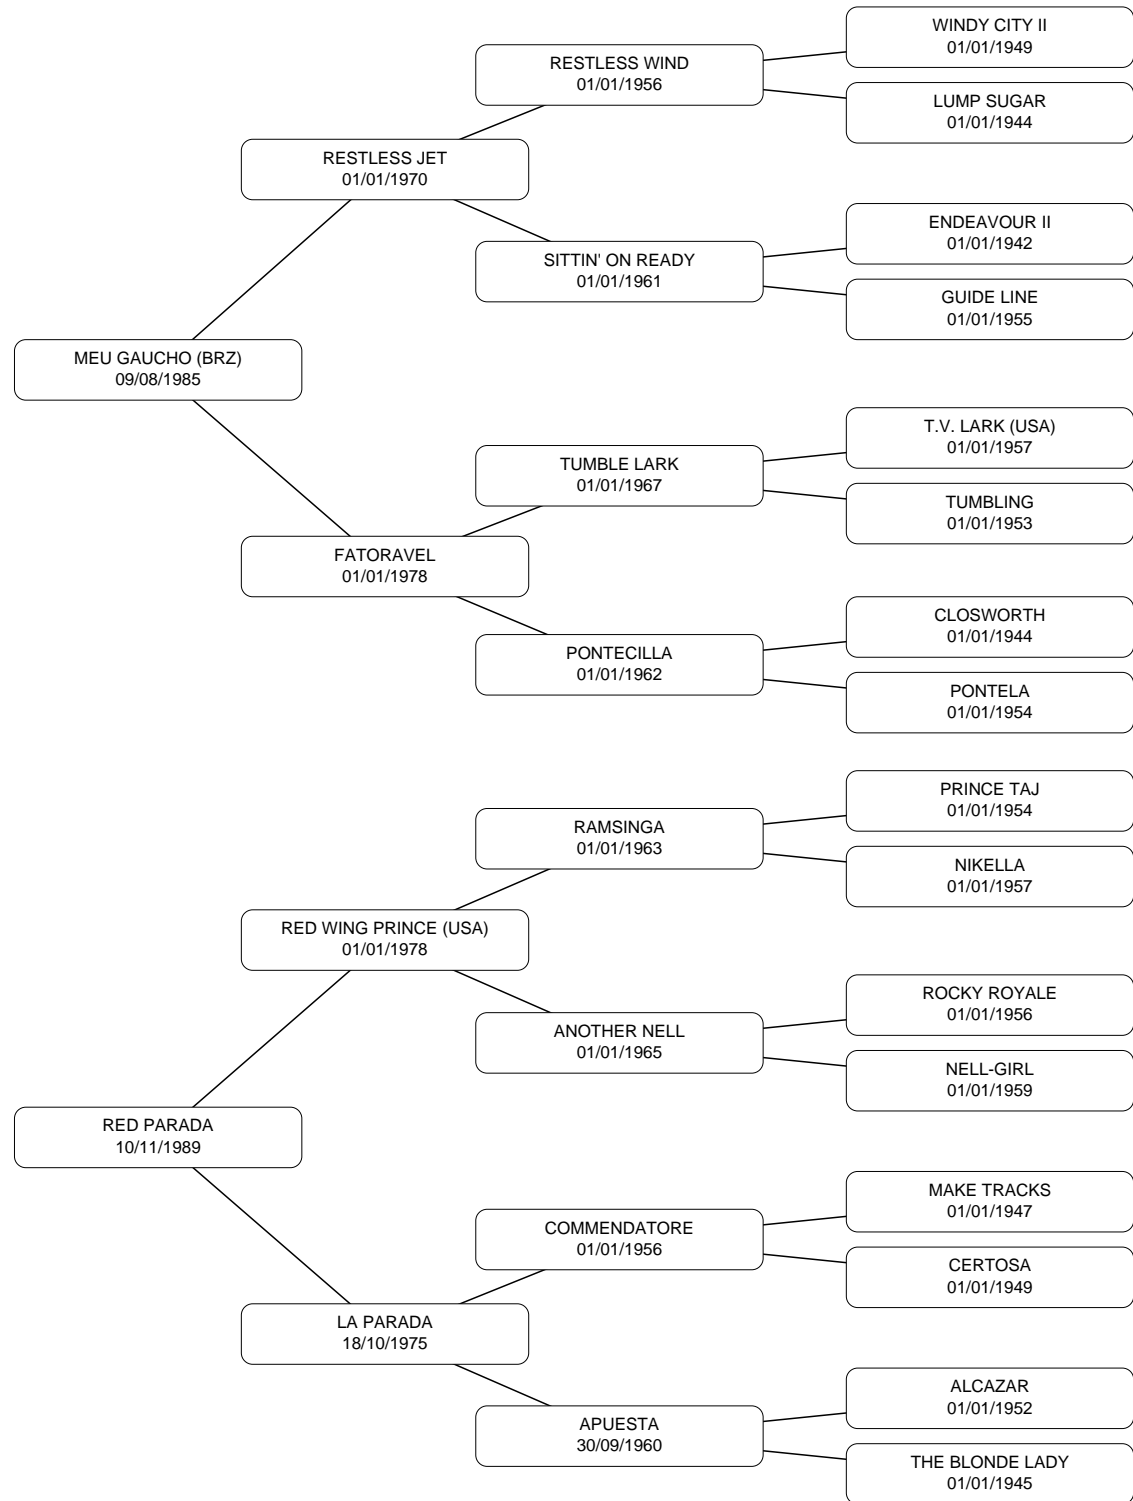 WINDY CITY II
01/01/1949
RESTLESS WIND
01/01/1956
LUMP SUGAR
01/01/1944
RESTLESS JET
01/01/1970
ENDEAVOUR II
01/01/1942
SITTIN' ON READY
01/01/1961
GUIDE LINE
01/01/1955
MEU GAUCHO (BRZ)
09/08/1985
T.V. LARK (USA)
01/01/1957
TUMBLE LARK
01/01/1967
TUMBLING
01/01/1953
FATORAVEL
01/01/1978
CLOSWORTH
01/01/1944
PONTECILLA
01/01/1962
PONTELA
01/01/1954
PRINCE TAJ
01/01/1954
RAMSINGA
01/01/1963
NIKELLA
01/01/1957
RED WING PRINCE (USA)
01/01/1978
ROCKY ROYALE
01/01/1956
ANOTHER NELL
01/01/1965
NELL-GIRL
01/01/1959
RED PARADA
10/11/1989
MAKE TRACKS
01/01/1947
COMMENDATORE
01/01/1956
CERTOSA
01/01/1949
LA PARADA
18/10/1975
ALCAZAR
01/01/1952
APUESTA
30/09/1960
THE BLONDE LADY
01/01/1945